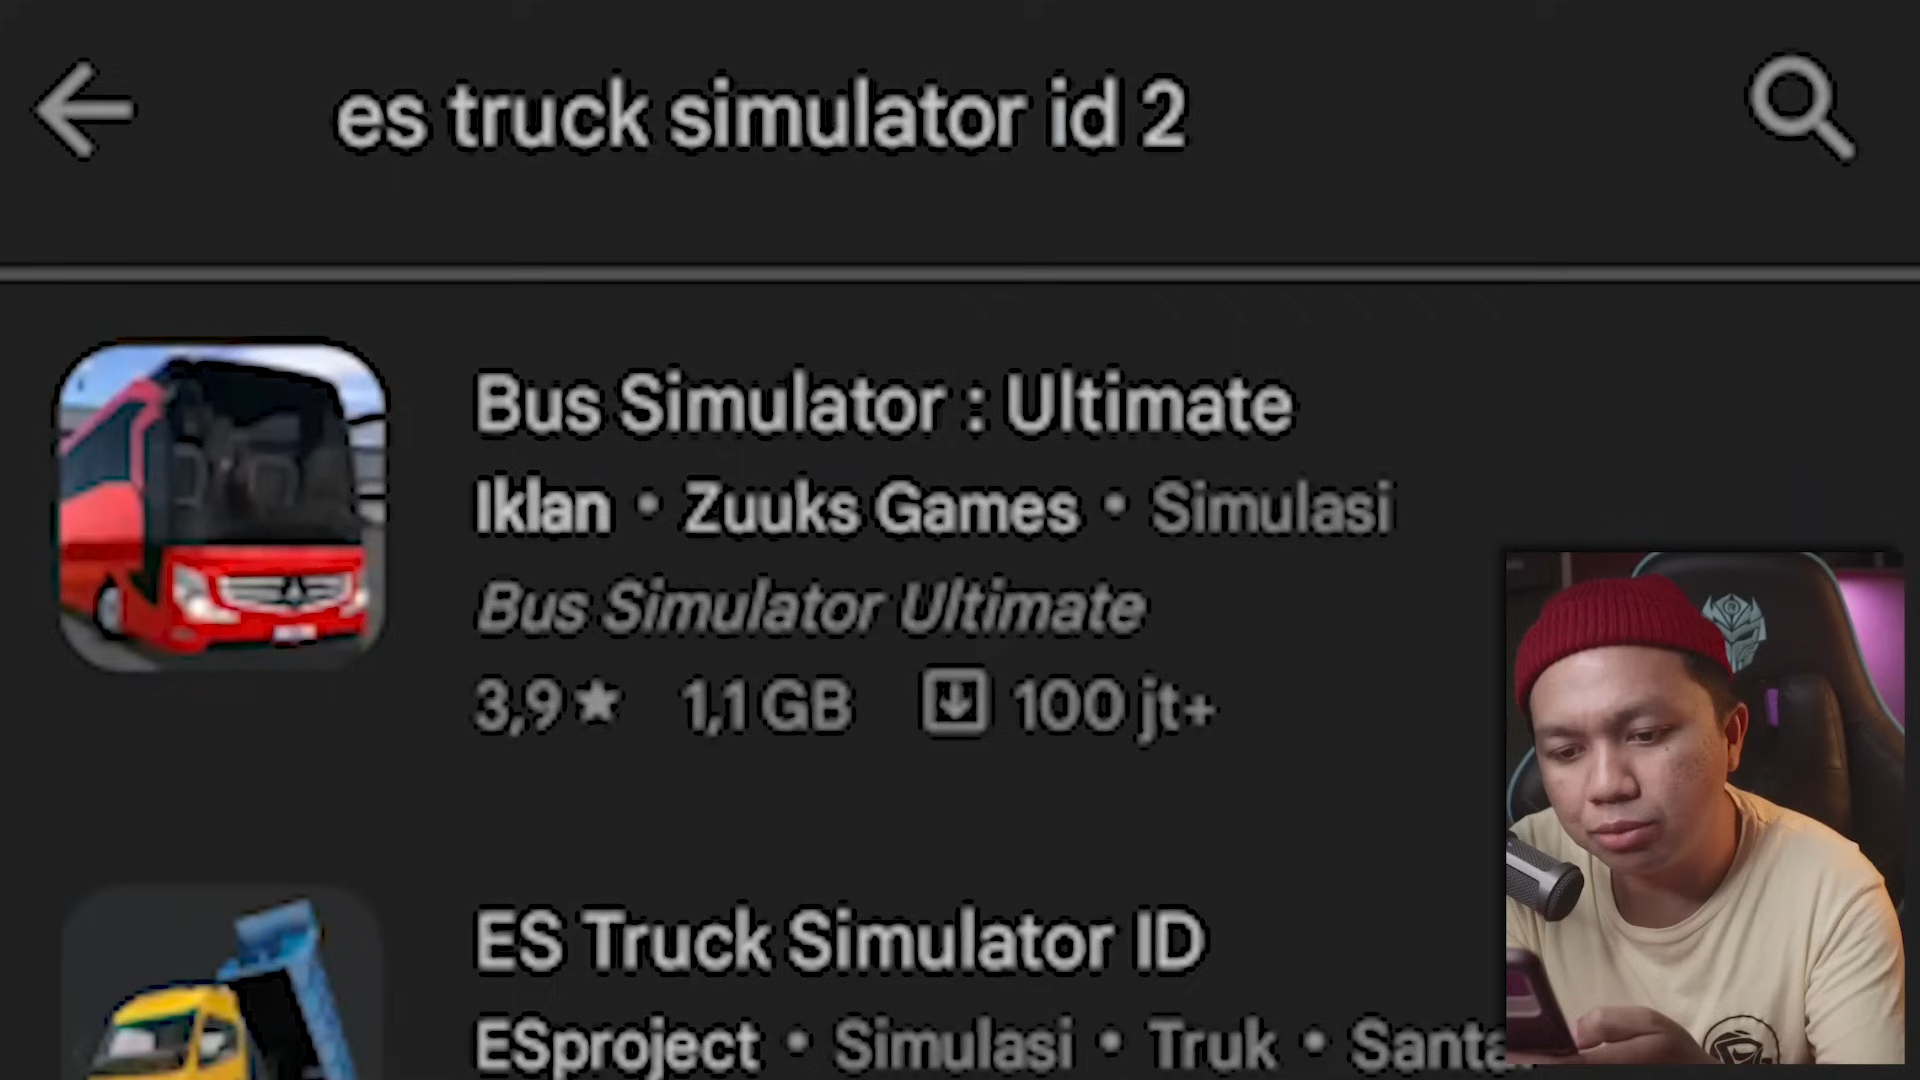 es truck simulator id 2
Bus Simulator : Ultimate
Iklan • Zuuks Games • Simulasi
Bus Simulator Ultimate
3,9★ 1,1 GB 100 jt+
ES Truck Simulator ID
ESproject • Simulasi • Truk •